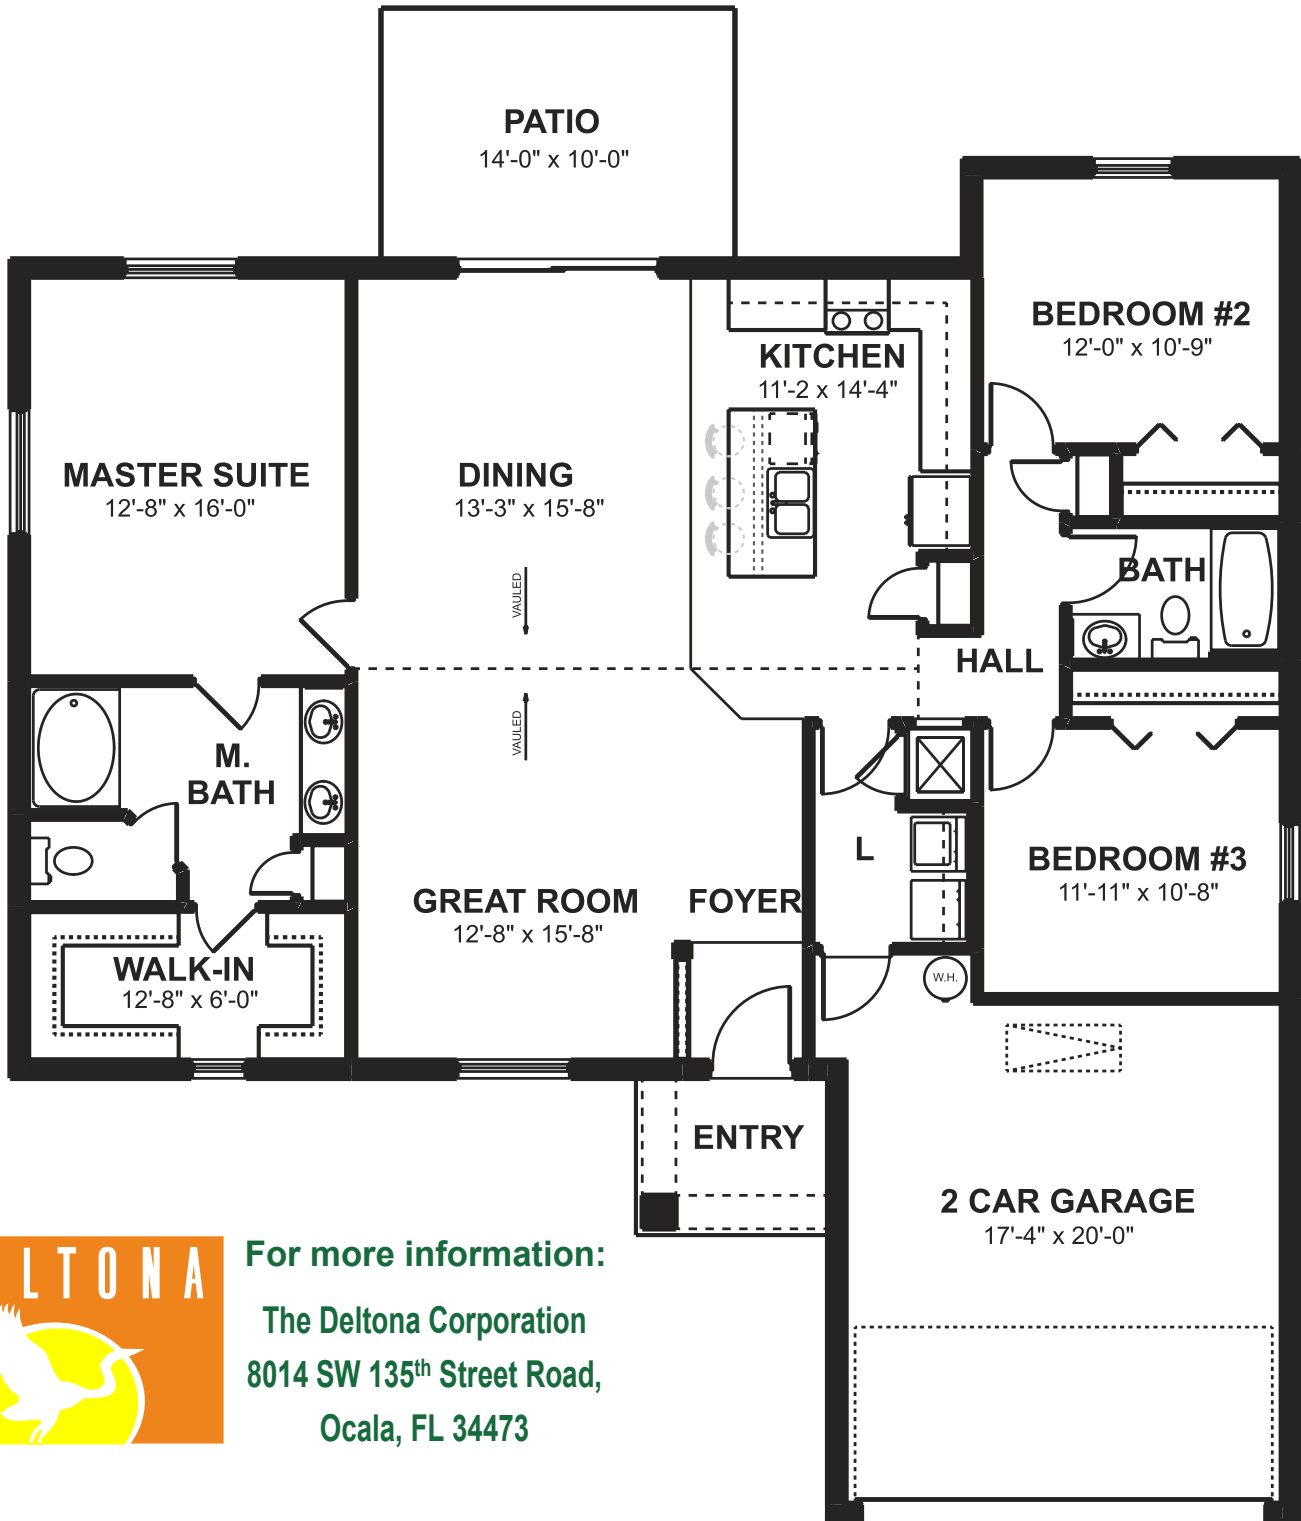 PATIO
14'-0" x 10'-0"
BEDROOM #2
12'-0" x 10'-9"
KITCHEN
11'-2 x 14'-4"
MASTER SUITE
12'-8" x 16'-0"
DINING
13'-3" x 15'-8"
VAULED
BATH
HALL
VAULED
M.
BATH
L
BEDROOM #3
11'-11" x 10'-8"
GREAT ROOM
12'-8" x 15'-8"
FOYER
WALK-IN
12'-8" x 6'-0"
W.H.
ENTRY
2 CAR GARAGE
17'-4" x 20'-0"
LTONA
For more information:
The Deltona Corporation
8014 SW 135th Street Road,
Ocala, FL 34473